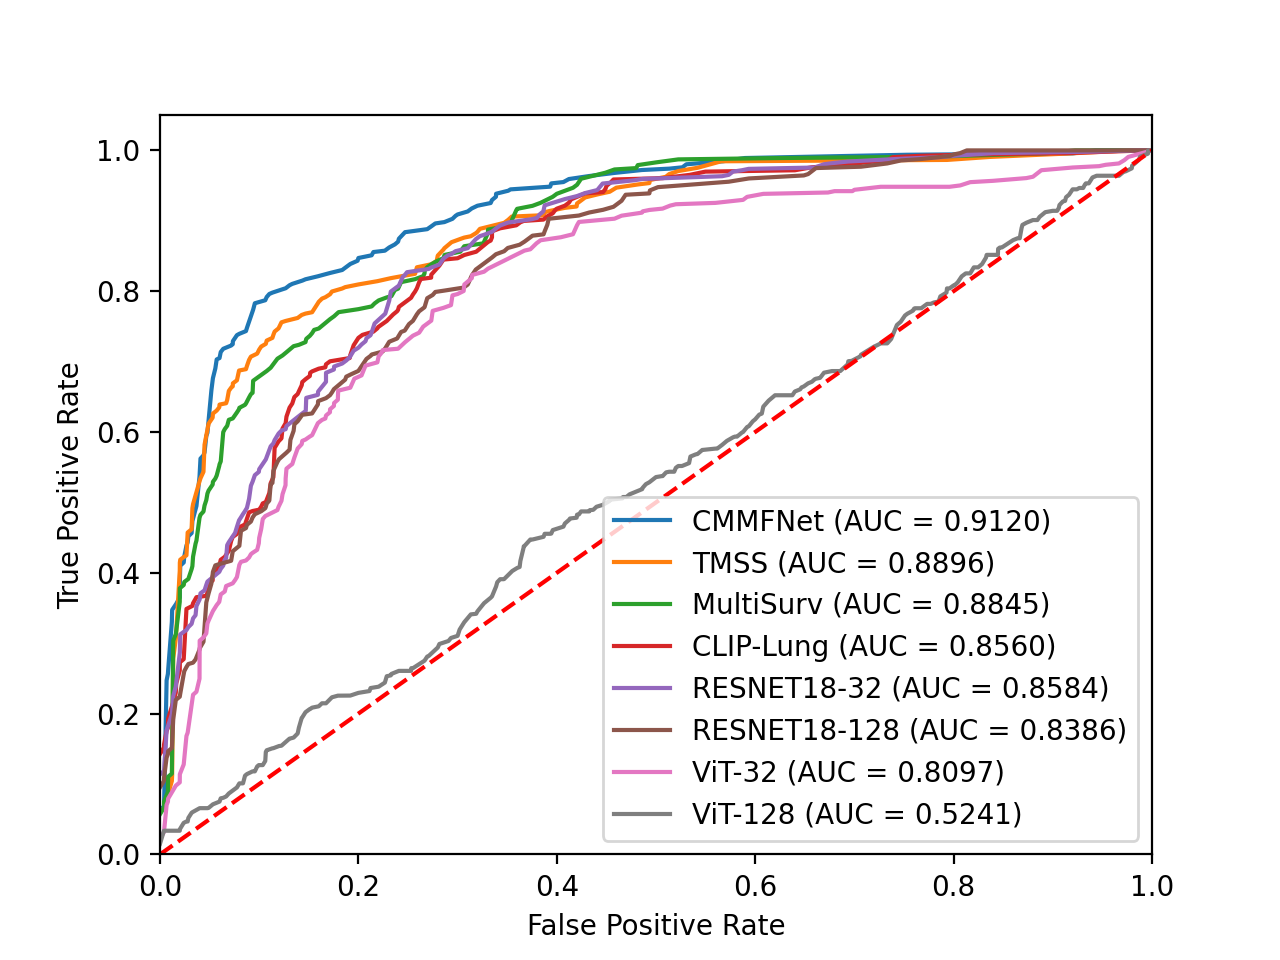 1.0
0.8
0.6
0.4
0.2
0.0
True Positive Rate
CMMFNet (AUC = 0.9120)
TMSS (AUC = 0.8896)
MultiSurv (AUC = 0.8845)
CLIP-Lung (AUC = 0.8560)
RESNET18-32 (AUC = 0.8584)
RESNET18-128 (AUC = 0.8386)
ViT-32 (AUC = 0.8097)
ViT-128 (AUC = 0.5241)
0.0 0.2 0.4 0.6 0.8 1.0
False Positive Rate